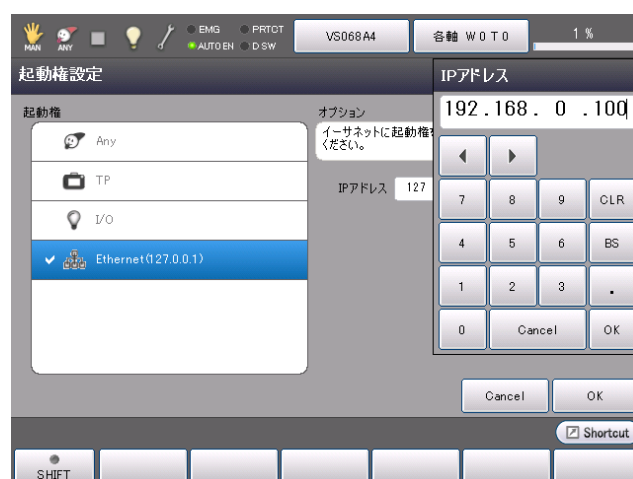 MAN
ANY
EMG
PRTCT
AUTO EN
D SW
VS068A4
各軸 W 0 T 0
1 %
起動権設定
IPアドレス
起動権
オプション
192.168. 0 .100
Any
イーサネットに起動権を
ください。
TP
IPアドレス 127
I/O
Ethernet(127.0.0.1)
7 8 9 CLR
4 5 6 BS
1 2 3 .
0 Cancel OK
Cancel OK
Shortcut
SHIFT